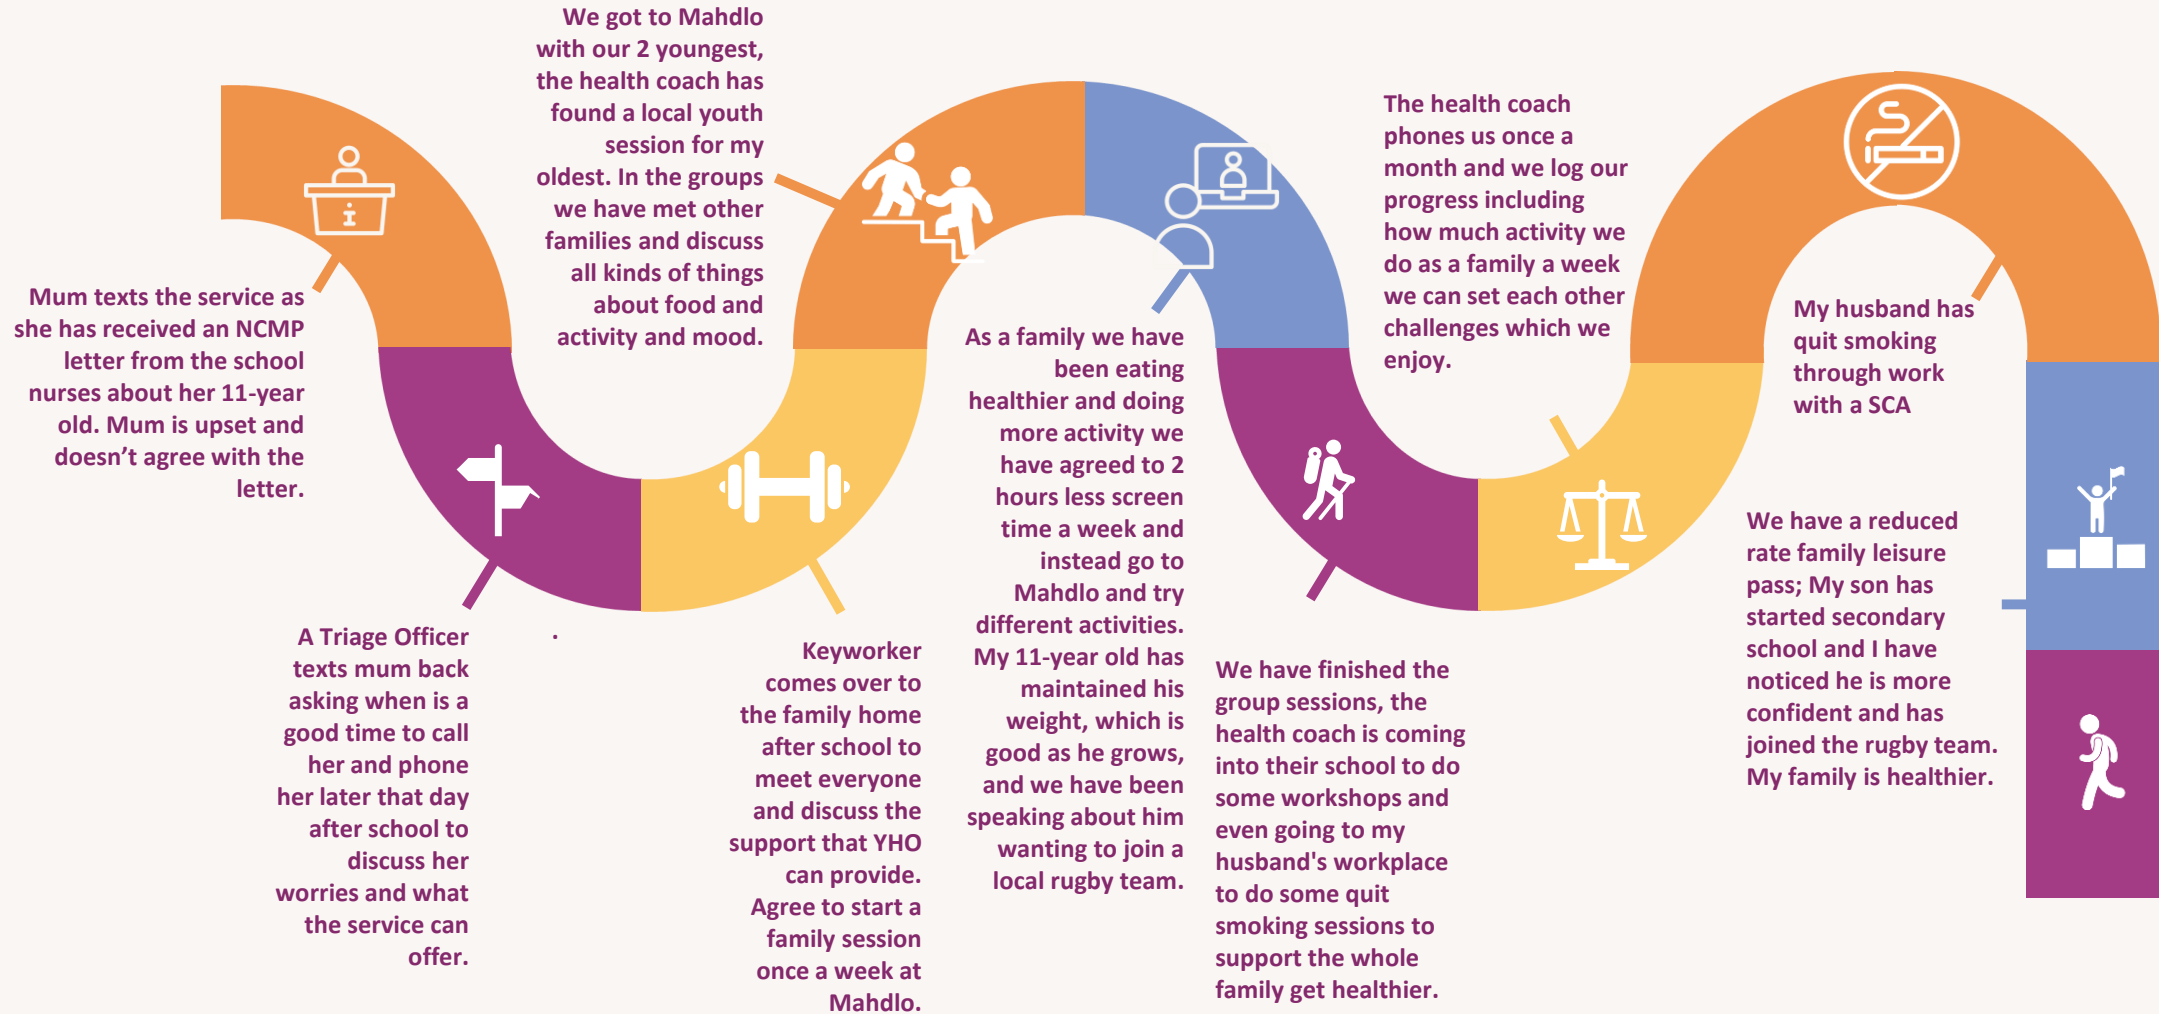 Mum texts the service as
she has received an NCMP
letter from the school
nurses about her 11-year
old. Mum is upset and
doesn’t agree with the
letter.
A Triage Officer
texts mum back
asking when is a
good time to call
her and phone
her later that day
after school to
discuss her
worries and what
the service can
offer.
.
Keyworker
comes over to
the family home
after school to
meet everyone
and discuss the
support that YHO
can provide.
Agree to start a
family session
once a week at
Mahdlo.
We got to Mahdlo
with our 2 youngest,
the health coach has
found a local youth
session for my
oldest. In the groups
we have met other
families and discuss
all kinds of things
about food and
activity and mood.
As a family we have
been eating
healthier and doing
more activity we
have agreed to 2
hours less screen
time a week and
instead go to
Mahdlo and try
different activities.
My 11-year old has
maintained his
weight, which is
good as he grows,
and we have been
speaking about him
wanting to join a
local rugby team.
We have finished the
group sessions, the
health coach is coming
into their school to do
some workshops and
even going to my
husband's workplace
to do some quit
smoking sessions to
support the whole
family get healthier.
The health coach
phones us once a
month and we log our
progress including
how much activity we
do as a family a week
we can set each other
challenges which we
enjoy.
My husband has
quit smoking
through work
with a SCA
We have a reduced
rate family leisure
pass; My son has
started secondary
school and I have
noticed he is more
confident and has
joined the rugby team.
My family is healthier.
i